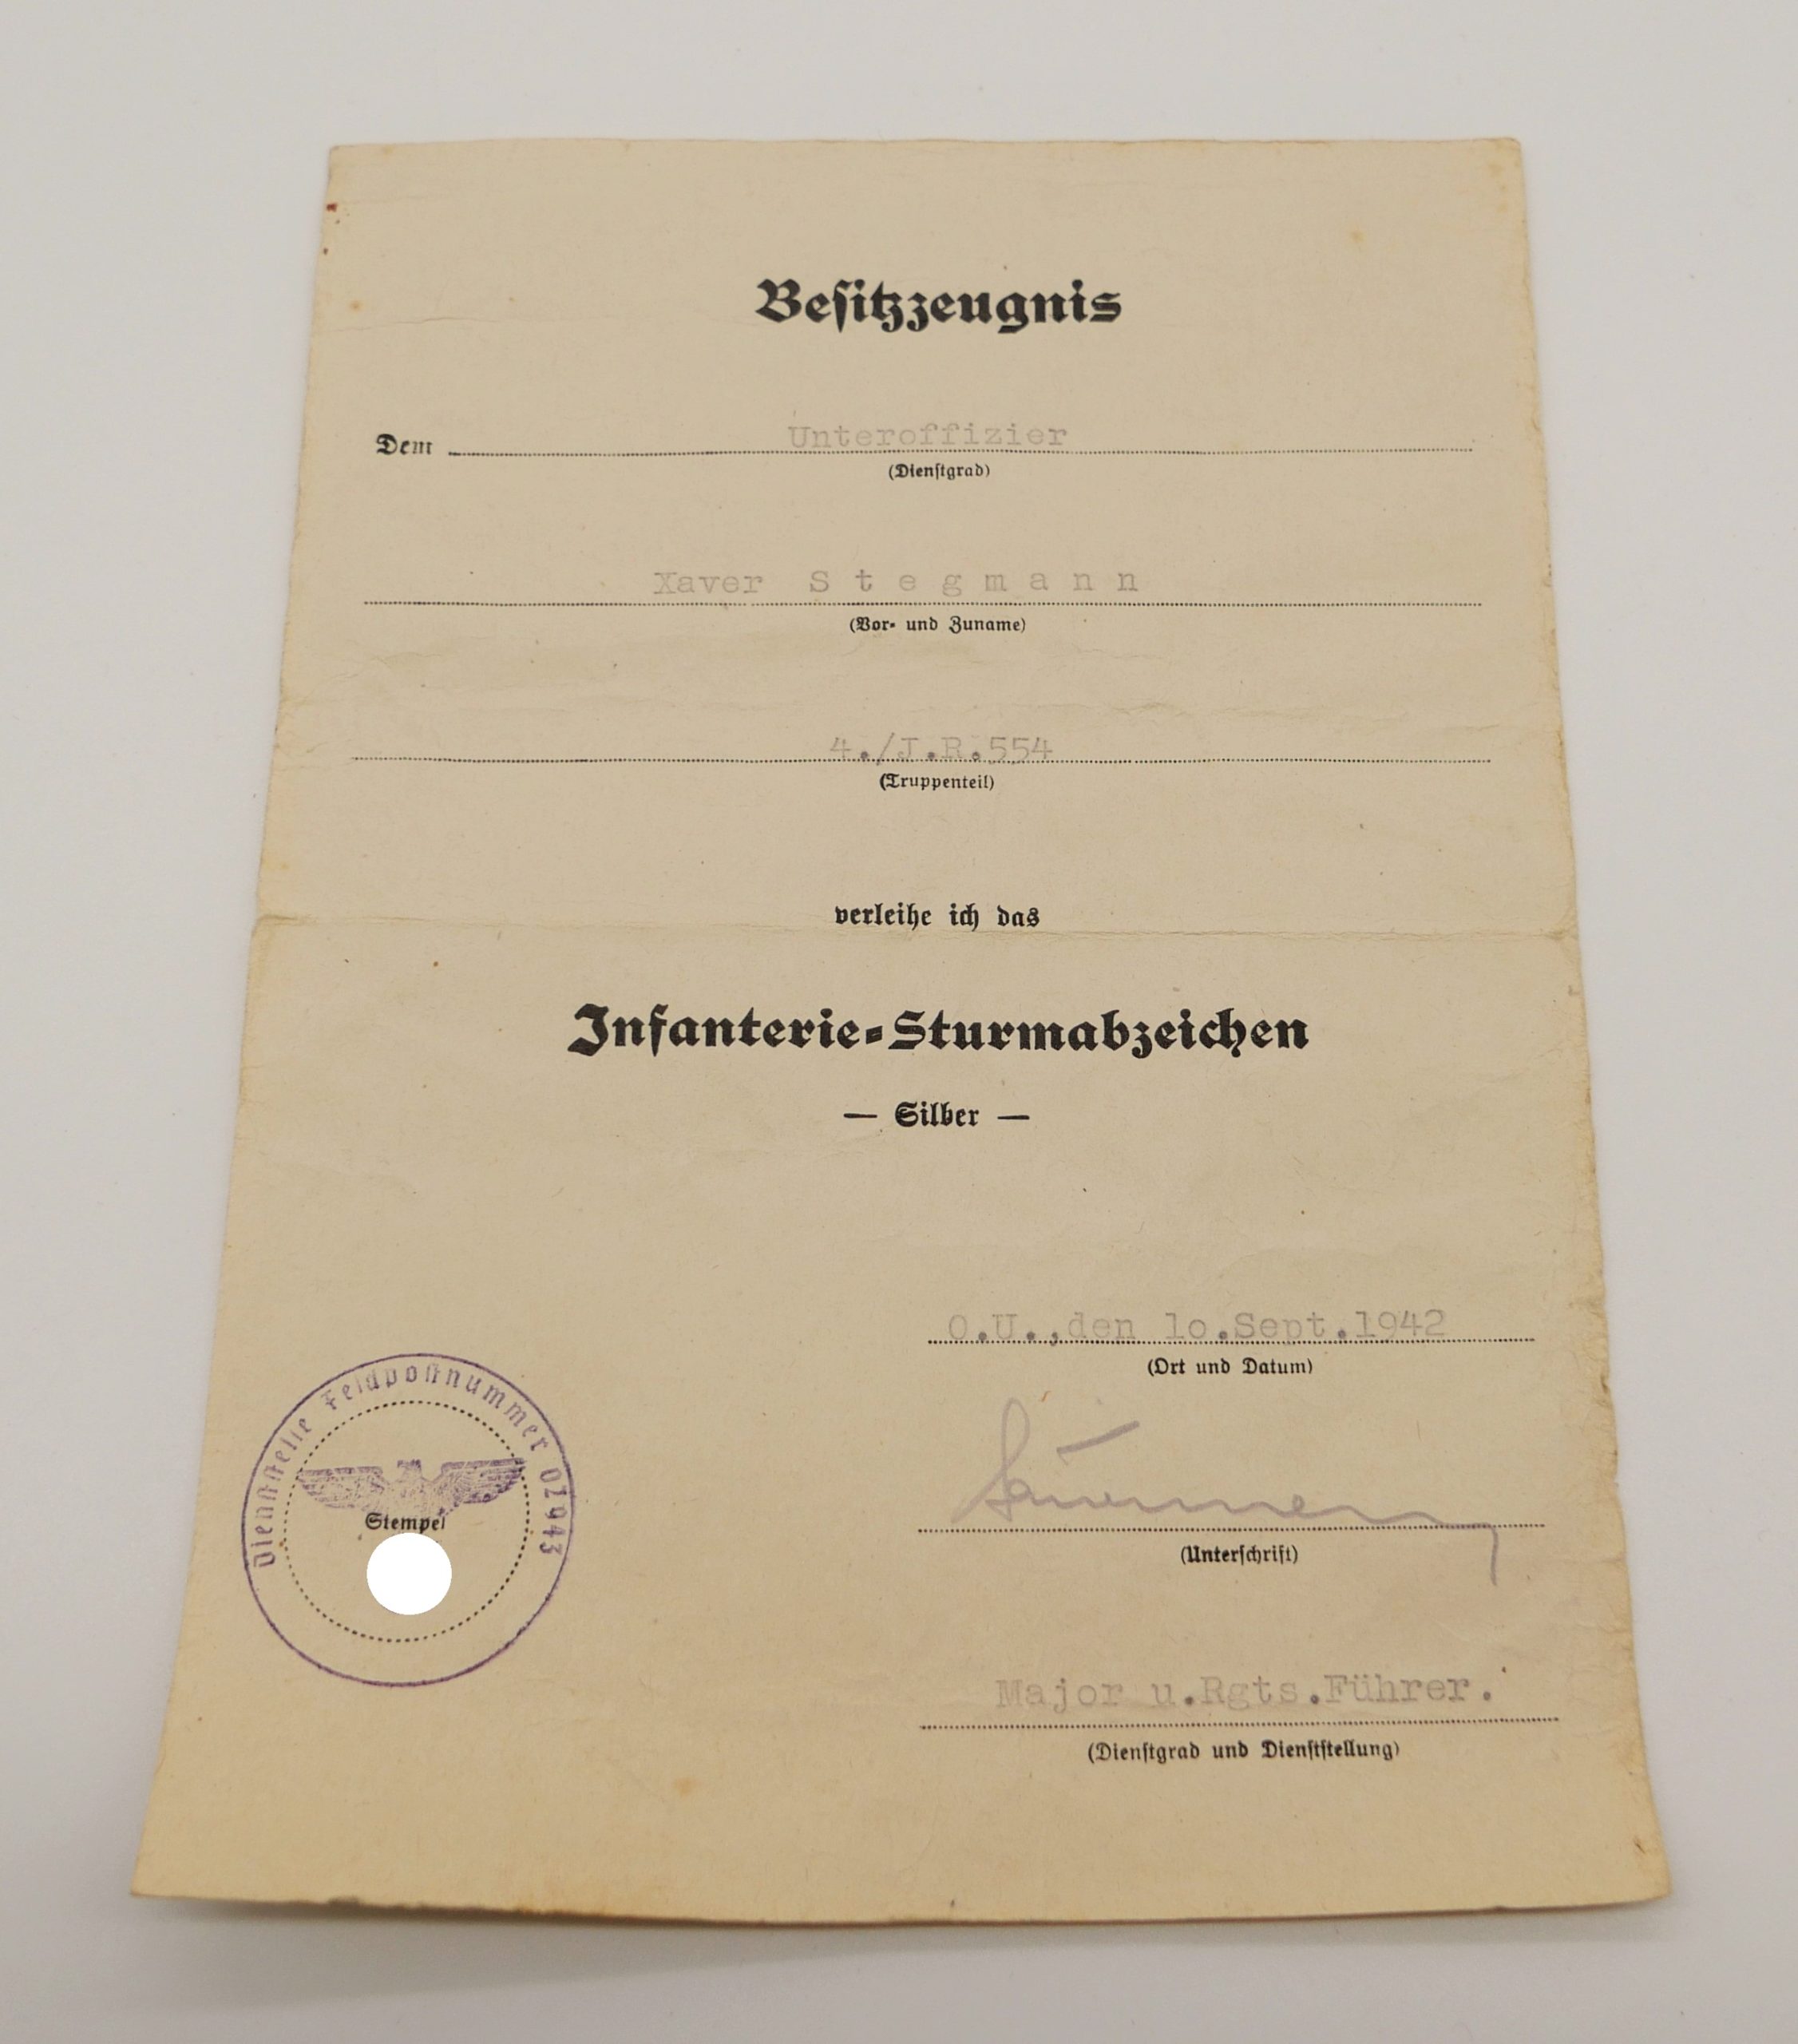 Besitzzeugnis
Dem Unteroffizier
(Dienstgrad)
Xaver Stegmann
(Vor- und Zuname)
4./J.R.554
(Truppenteil)
verleihe ich das
Infanterie-Sturmabzeichen
— Silber —
O.U.,den 1o.Sept.1942
(Ort und Datum)
Dienststelle Feldpostnummer 02943
Stempel
(Unterschrift)
Major u.Rgts.Führer.
(Dienstgrad und Dienststellung)